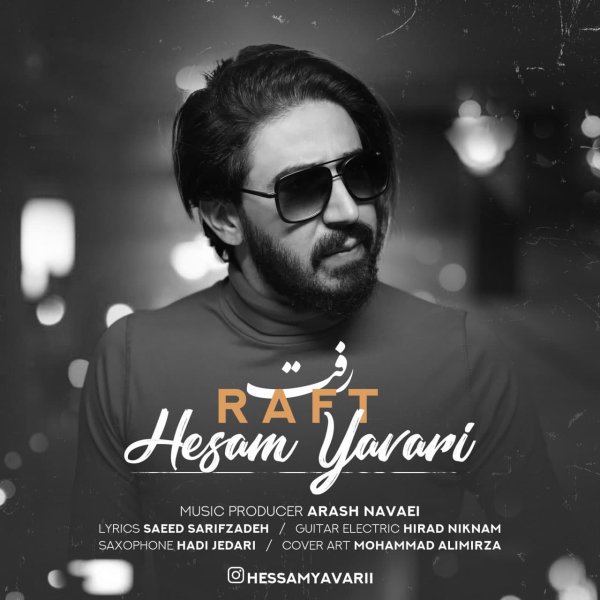 رفت
RAFT
Hesam Yavari
MUSIC PRODUCER ARASH NAVAEI
LYRICS SAEED SARIFZADEH / GUITAR ELECTRIC HIRAD NIKNAM
SAXOPHONE HADI JEDARI / COVER ART MOHAMMAD ALIMIRZA
HESSAMYAVARII